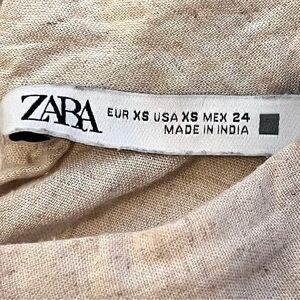 ZARA
EUR XS USA XS MEX 24
MADE IN INDIA